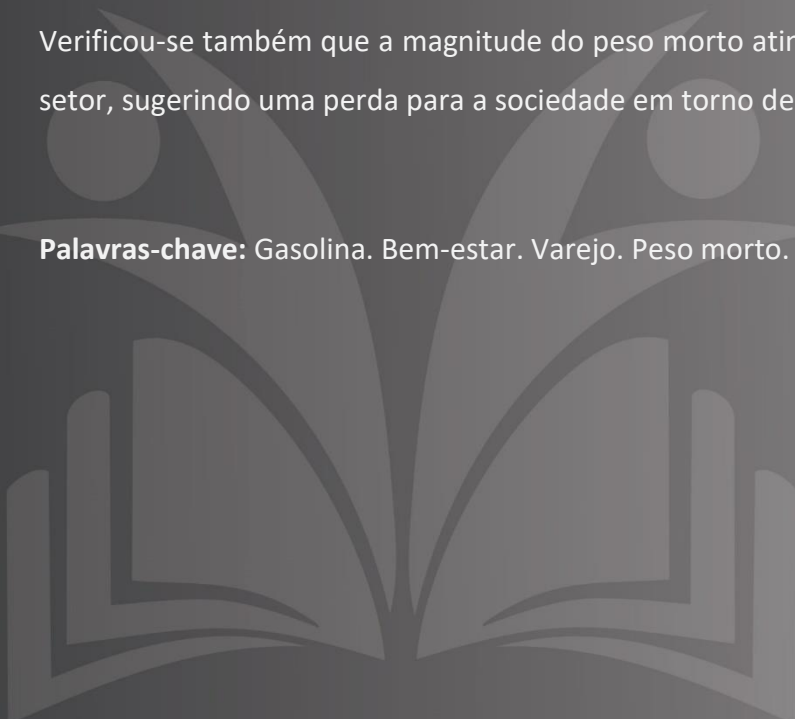 Verificou-se também que a magnitude do peso morto
setor, sugerindo uma perda para a sociedade em torno de
Palavras-chave: Gasolina. Bem-estar. Varejo. Peso morto.